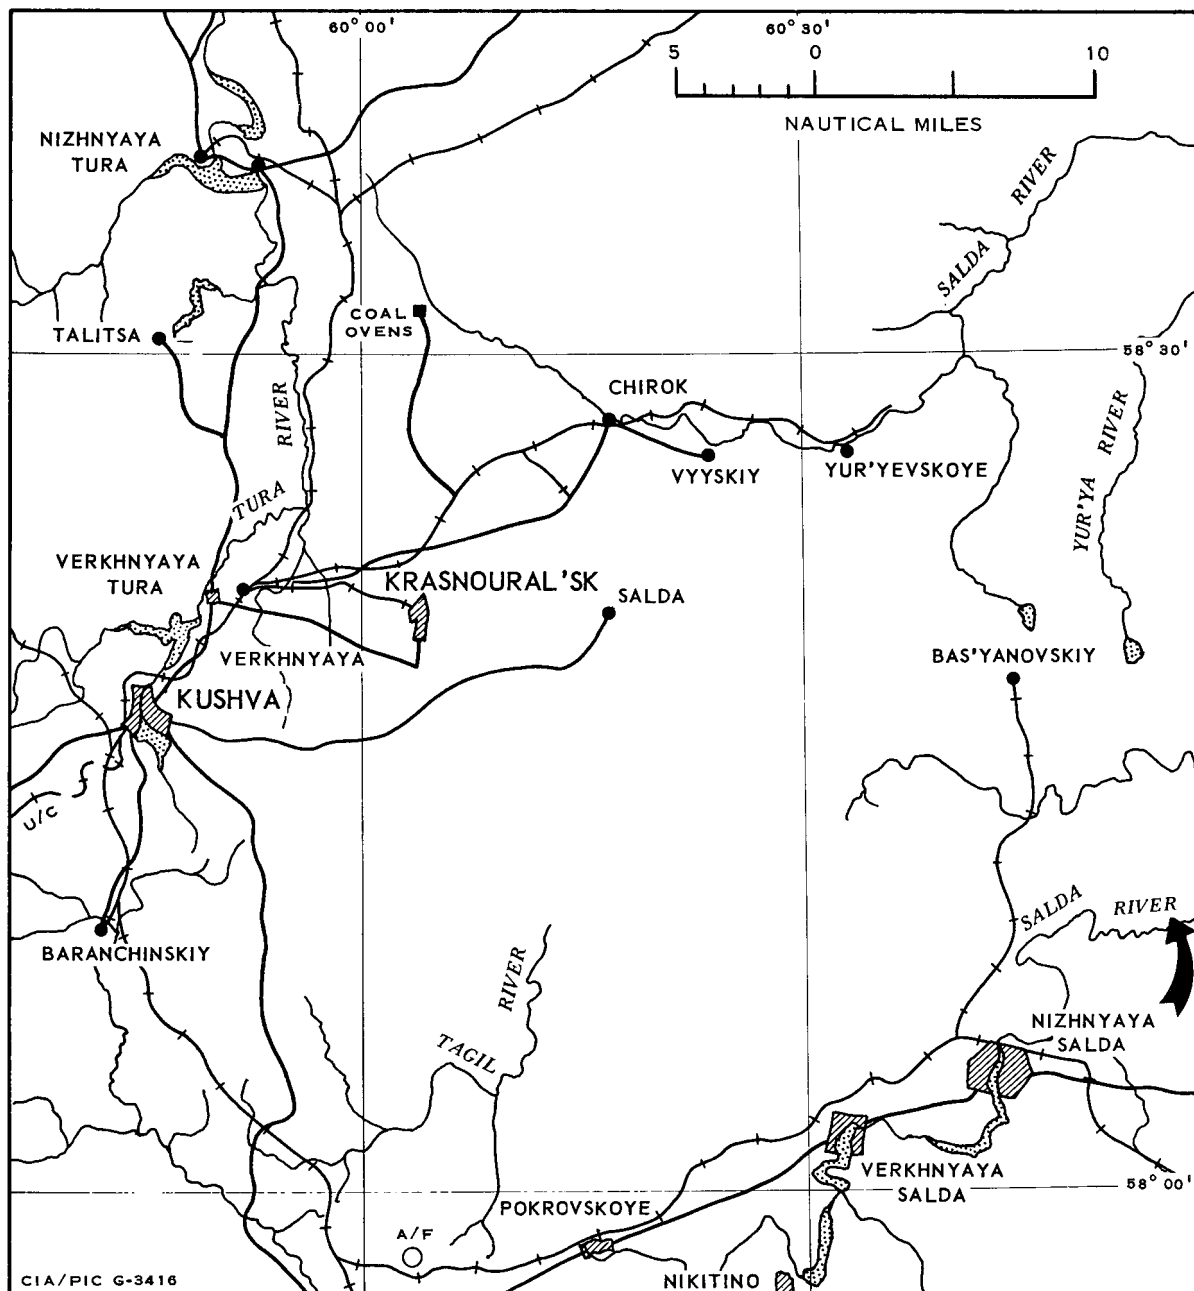 60° 00'
60° 30'
5 0 10
NAUTICAL MILES
NIZHNYAYA
TURA
RIVER
SALDA
TALITSA
COAL
OVENS
58° 30'
CHIROK
RIVER
VYYSKIY
YUR'YEVSKOYE
RIVER
YUR'YA
TURA
VERKHNYAYA
TURA
KRASNOURAL'SK
SALDA
VERKHNYAYA
BAS'YANOVSKIY
KUSHVA
U/C
SALDA
RIVER
BARANCHINSKIY
RIVER
TAGIL
NIZHNYAYA
SALDA
VERKHNYAYA
SALDA
58° 00'
POKROVSKOYE
A/F
NIKITINO
CIA/PIC G-3416